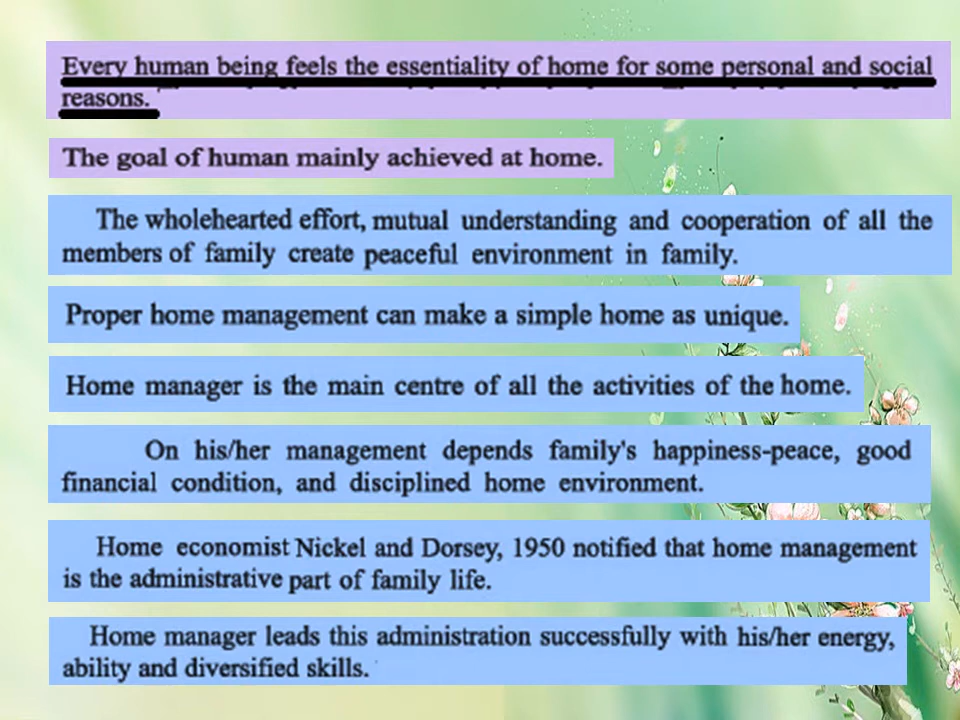 Every human being feels the essentiality of home for some personal and social
reasons.
The goal of human mainly achieved at home.
The wholehearted effort, mutual understanding and cooperation of all the
members of family create peaceful environment in family.
Proper home management can make a simple home as unique.
Home manager is the main centre of all the activities of the home.
On his/her management depends family's happiness-peace, good
financial condition, and disciplined home environment.
Home economist Nickel and Dorsey, 1950 notified that home management
is the administrative part of family life.
Home manager leads this administration successfully with his/her energy,
ability and diversified skills.